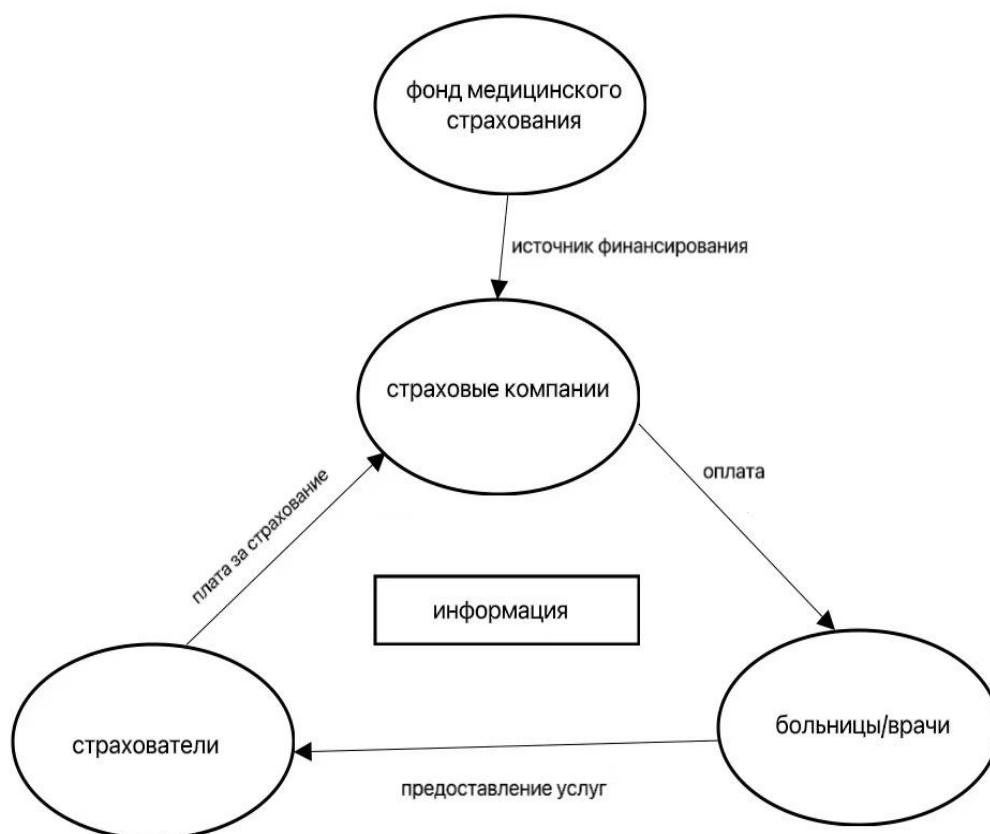 фонд медицинского
страхования
источник финансирования
страховые компании
оплата
плата за страхование
информация
больницы/врачи
страхователи
предоставление услуг